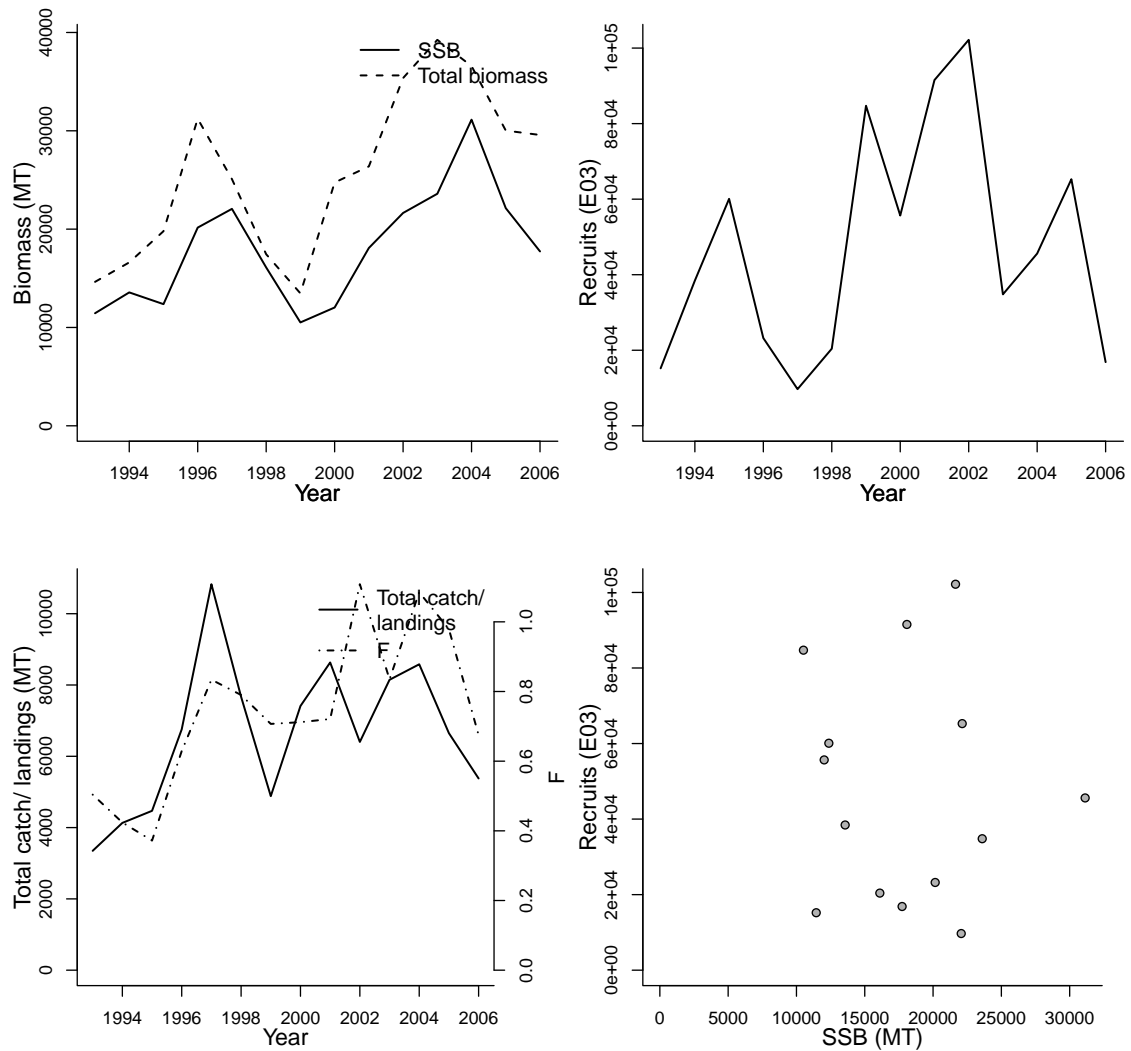 SSB
Total biomass
Biomass (MT)
0
10000
20000
30000
40000
1994 1996 1998 2000 2002 2004 2006
Year
Recruits (E03)
0e+00
2e+04
4e+04
6e+04
8e+04
1e+05
1994 1996 1998 2000 2002 2004 2006
Year
Total catch/
landings
F
Total catch/ landings (MT)
0
2000
4000
6000
8000
10000
0.0
0.2
0.4
0.6
0.8
1.0
F
1994 1996 1998 2000 2002 2004 2006
Year
Recruits (E03)
0e+00
2e+04
4e+04
6e+04
8e+04
1e+05
0 5000 10000 15000 20000 25000 30000
SSB (MT)